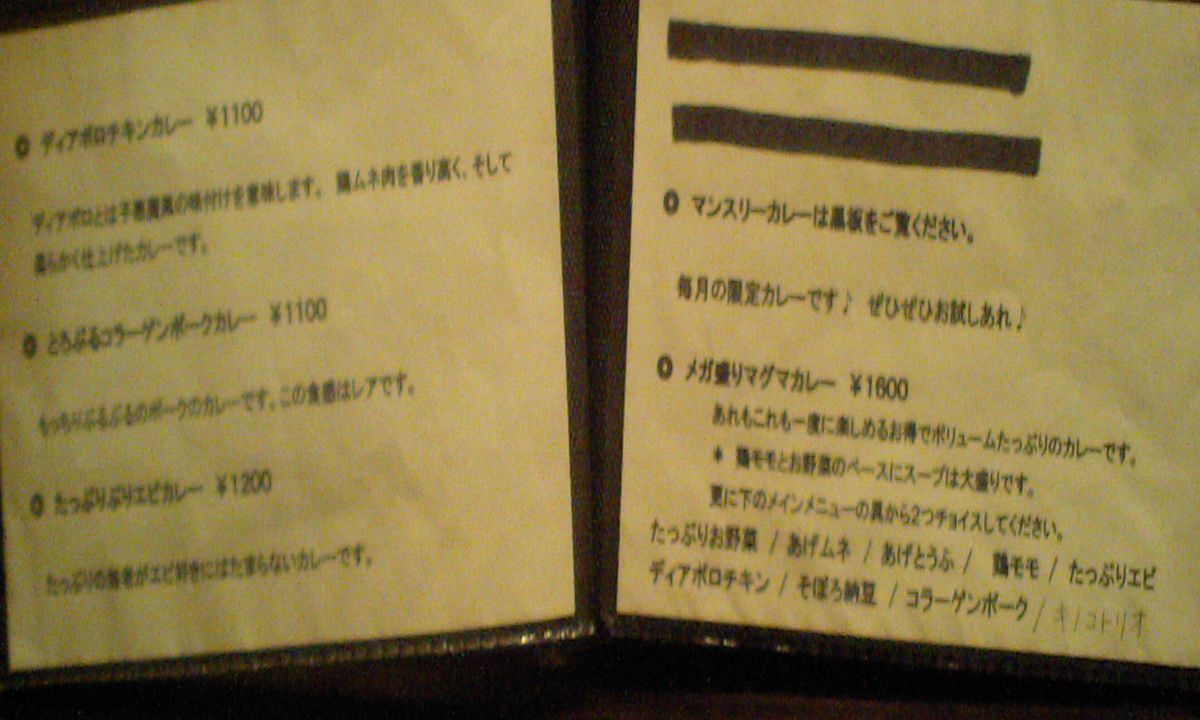 ◎ ディアボロチキンカレー ¥1100
ディアボロとは子悪魔風の味付けを意味します。 鶏ムネ肉を香り高く、そして
柔らかく仕上げたカレーです。
◎ とろぷるコラーゲンポークカレー ¥1100
もっちりぷるぷるのポークのカレーです。この食感はレアです。
◎ たっぷりぷりエビカレー ¥1200
たっぷりの海老がエビ好きにはたまらないカレーです。
◎ マンスリーカレーは黒板をご覧ください。
毎月の限定カレーです♪ ぜひぜひお試しあれ♪
◎ メガ盛りマグマカレー ¥1600
あれもこれも一度に楽しめるお得でボリュームたっぷりのカレーです。
* 鶏モモとお野菜のベースにスープは大盛りです。
更に下のメインメニューの具から2つチョイスしてください。
たっぷりお野菜 / あげムネ / あげとうふ / 鶏モモ / たっぷりエビ
ディアボロチキン / そぼろ納豆 / コラーゲンポーク / キノコトリオ